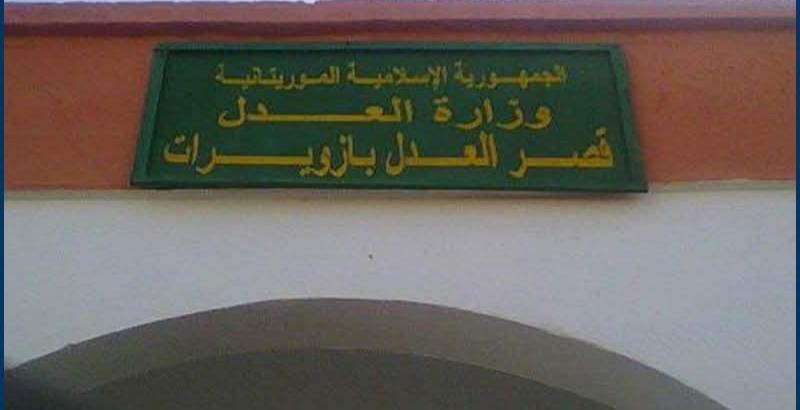 الجمهورية الإسلامية الموريتانية
وزارة العدل
قصر العدل بازويرات